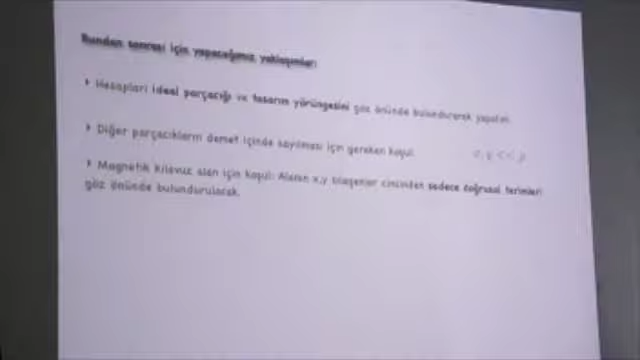 Bundan sonrası için yapacağımız yaklaşımlar:
Hesapları ideal parçacığı ve tasarım yörüngesini göz önünde bulundurarak yapalım.
Diğer parçacıkların demet içinde sayılması için gereken koşul: x, y << ρ
Magnetik kılavuz alan için koşul: Alanın x,y bileşenler cinsinden sadece doğrusal terimleri
göz önünde bulundurulacak.